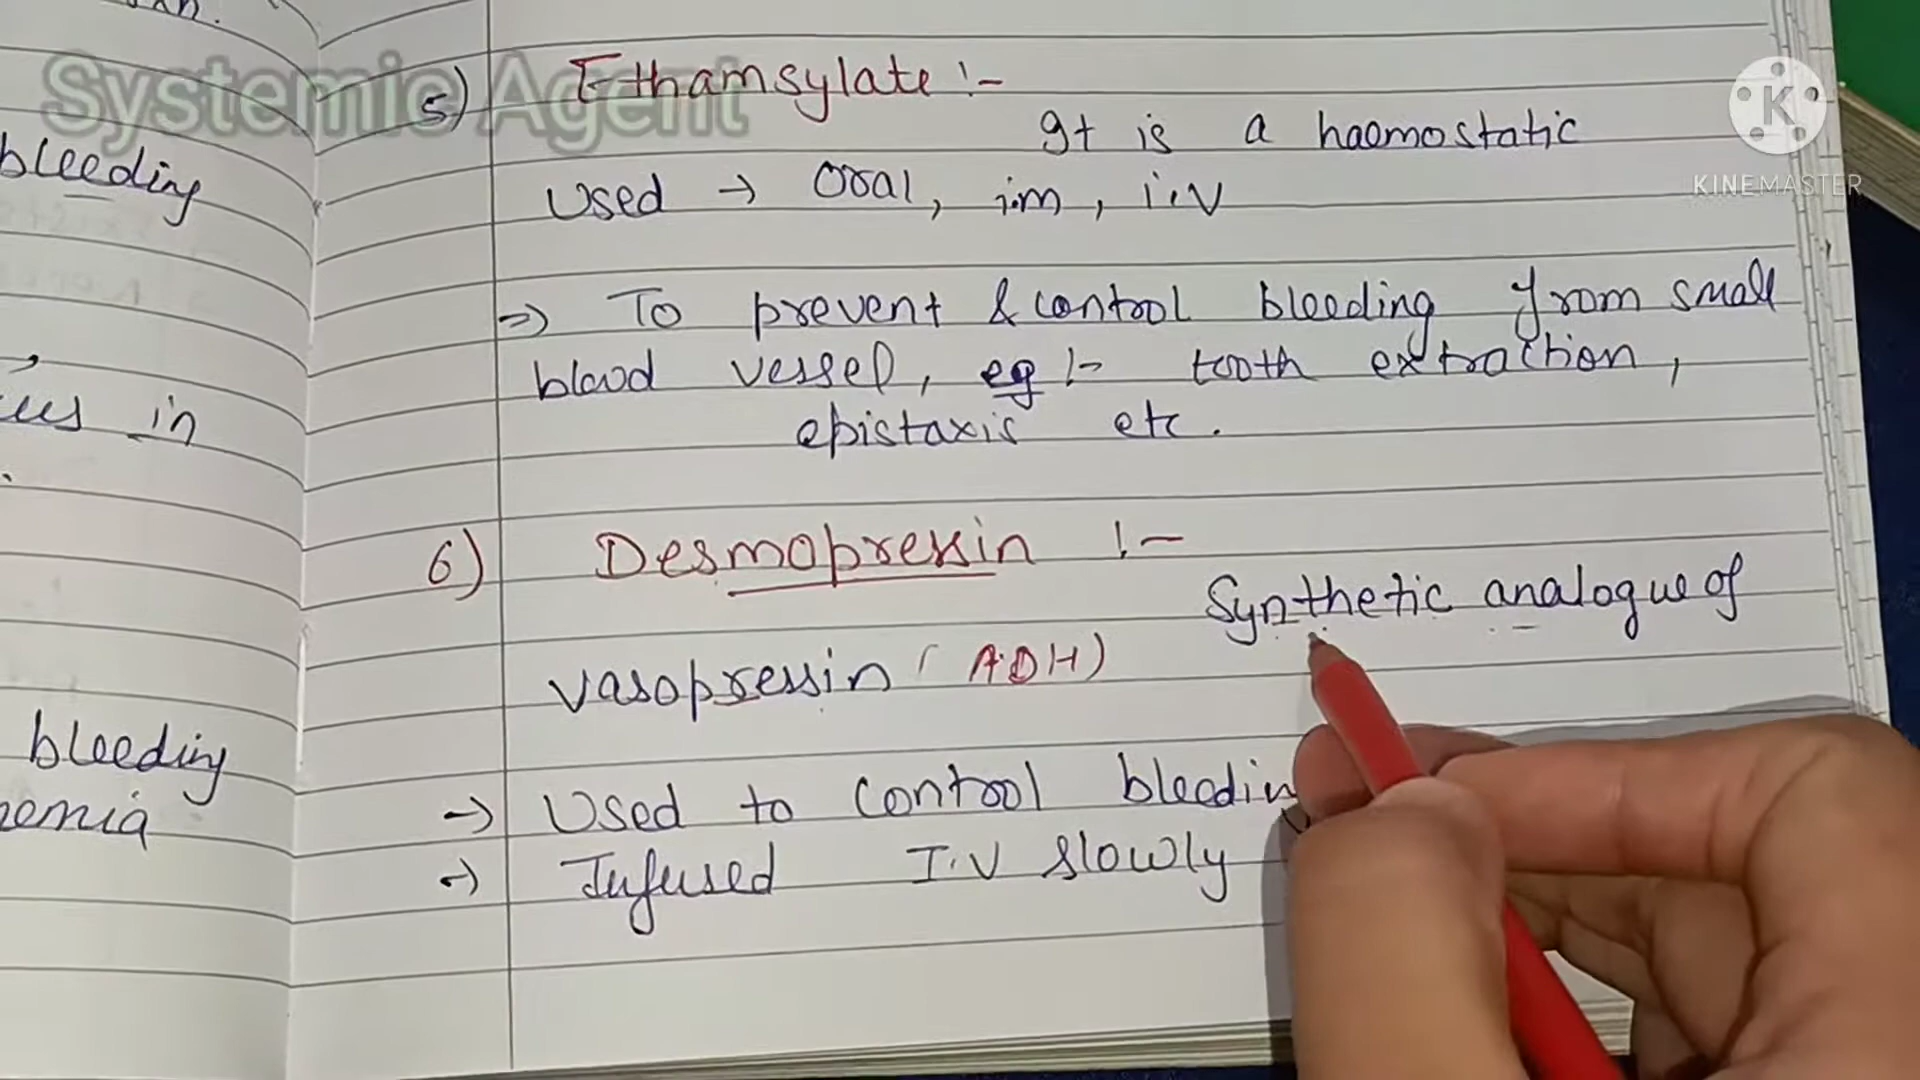 Systemic Agent
KINEMASTER
bleeding
in
bleeding
5) Ethamsylate :-
It is a haemostatic
Used → Oral, i.m, i.v
⇒ To prevent & control bleeding from small
blood vessel, eg :- tooth extraction,
epistaxis etc.
6) Desmopressin :-
Synthetic analogue of
vasopressin (ADH)
→ Used to control bleedin
→ Infused I.V slowly